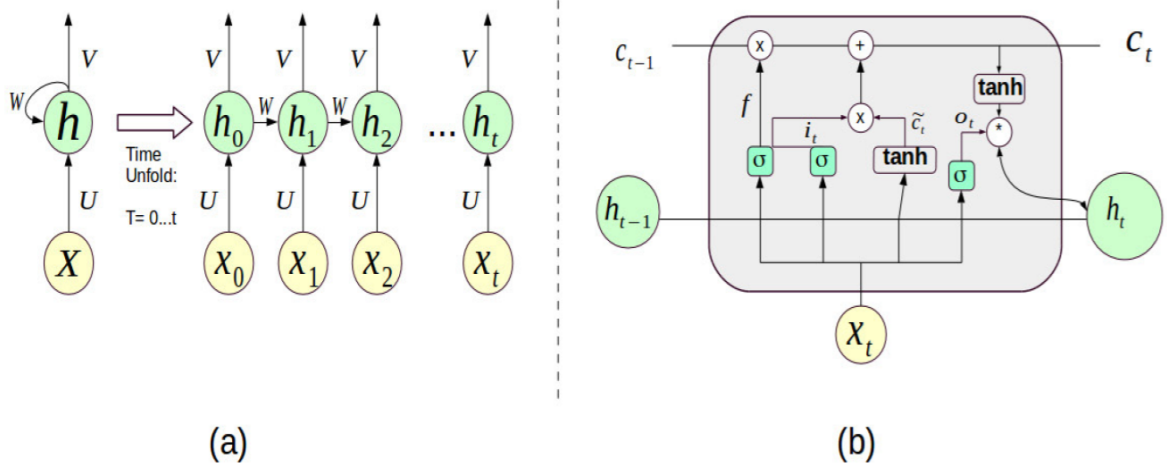 V V V V V
W h h₀ W h₁ W h₂ ... hₜ
Time
Unfold:
T= 0...t
U U U U U
X x₀ x₁ x₂ xₜ
(a)
cₜ₋₁ x + cₜ
tanh
f x c̃ₜ oₜ *
iₜ
σ σ tanh σ
hₜ₋₁ hₜ
xₜ
(b)